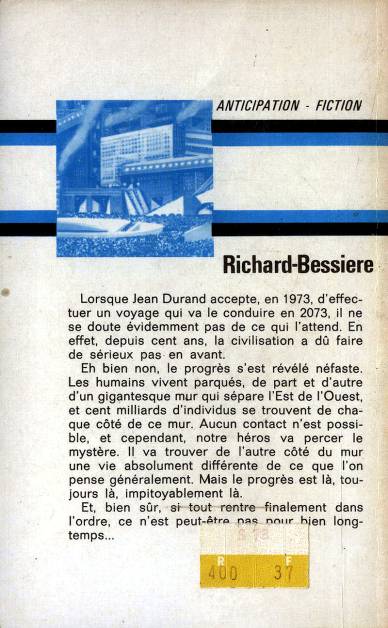 ANTICIPATION - FICTION
Richard-Bessiere
Lorsque Jean Durand accepte, en 1973, d'effec-
tuer un voyage qui va le conduire en 2073, il ne
se doute évidemment pas de ce qui l'attend. En
effet, depuis cent ans, la civilisation a dû faire
de sérieux pas en avant.
Eh bien non, le progrès s'est révélé néfaste.
Les humains vivent parqués, de part et d'autre
d'un gigantesque mur qui sépare l'Est de l'Ouest,
et cent milliards d'individus se trouvent de cha-
que côté de ce mur. Aucun contact n'est possi-
ble, et cependant, notre héros va percer le
mystère. Il va trouver de l'autre côté du mur
une vie absolument différente de ce que l'on
pense généralement. Mais le progrès est là, tou-
jours là, impitoyablement là.
Et, bien sûr, si tout rentre finalement dans
l'ordre, ce n'est peut-être pas pour bien long-
temps...
R F
400 37